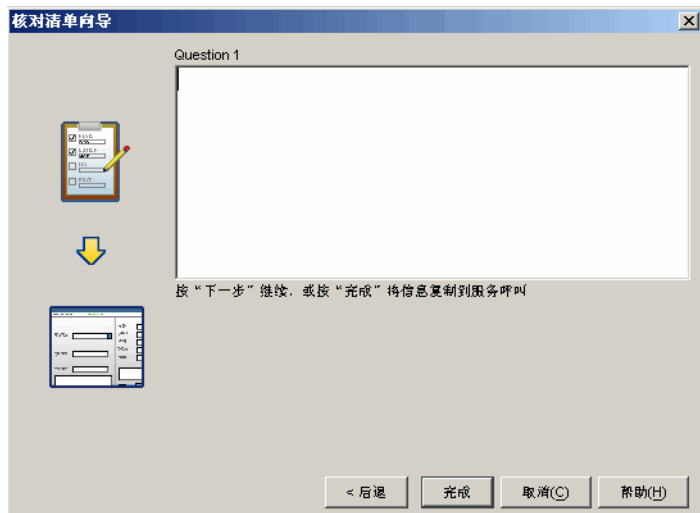 核对清单向导
Question 1
按“下一步”继续，或按“完成”将信息复制到服务呼叫
< 后退
完成
取消(C)
帮助(H)